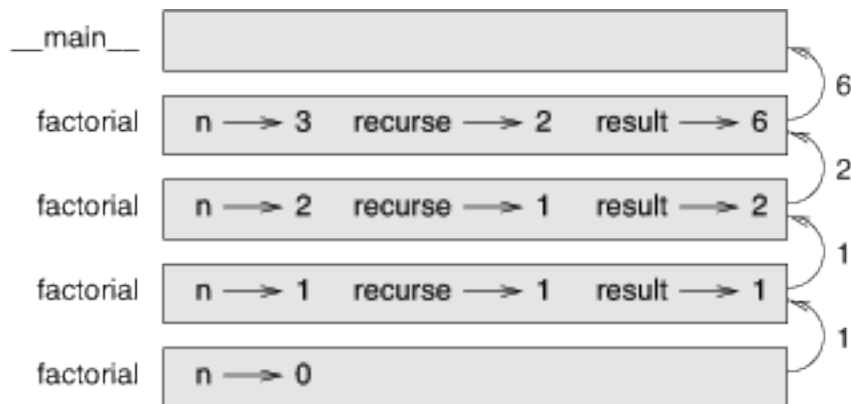 __main__
6
factorial n → 3 recurse → 2 result → 6
2
factorial n → 2 recurse → 1 result → 2
1
factorial n → 1 recurse → 1 result → 1
1
factorial n → 0